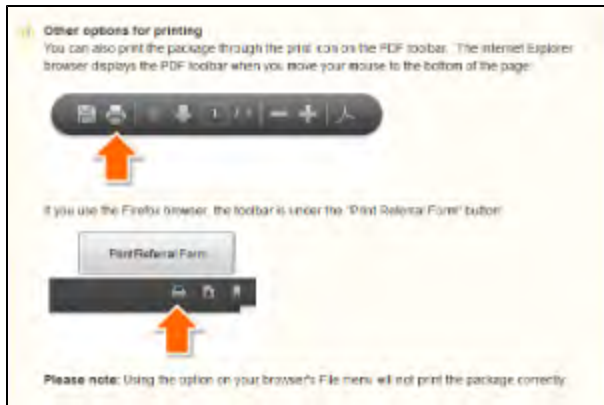 Other options for printing
You can also print the package through the print icon on the PDF toolbar. The Internet Explorer
browser displays the PDF toolbar when you move your mouse to the bottom of the page:
If you use the Firefox browser, the toolbar is under the "Print Referral Form" button:
Print Referral Form
Please note: Using the option on your browser's File menu will not print the package correctly.